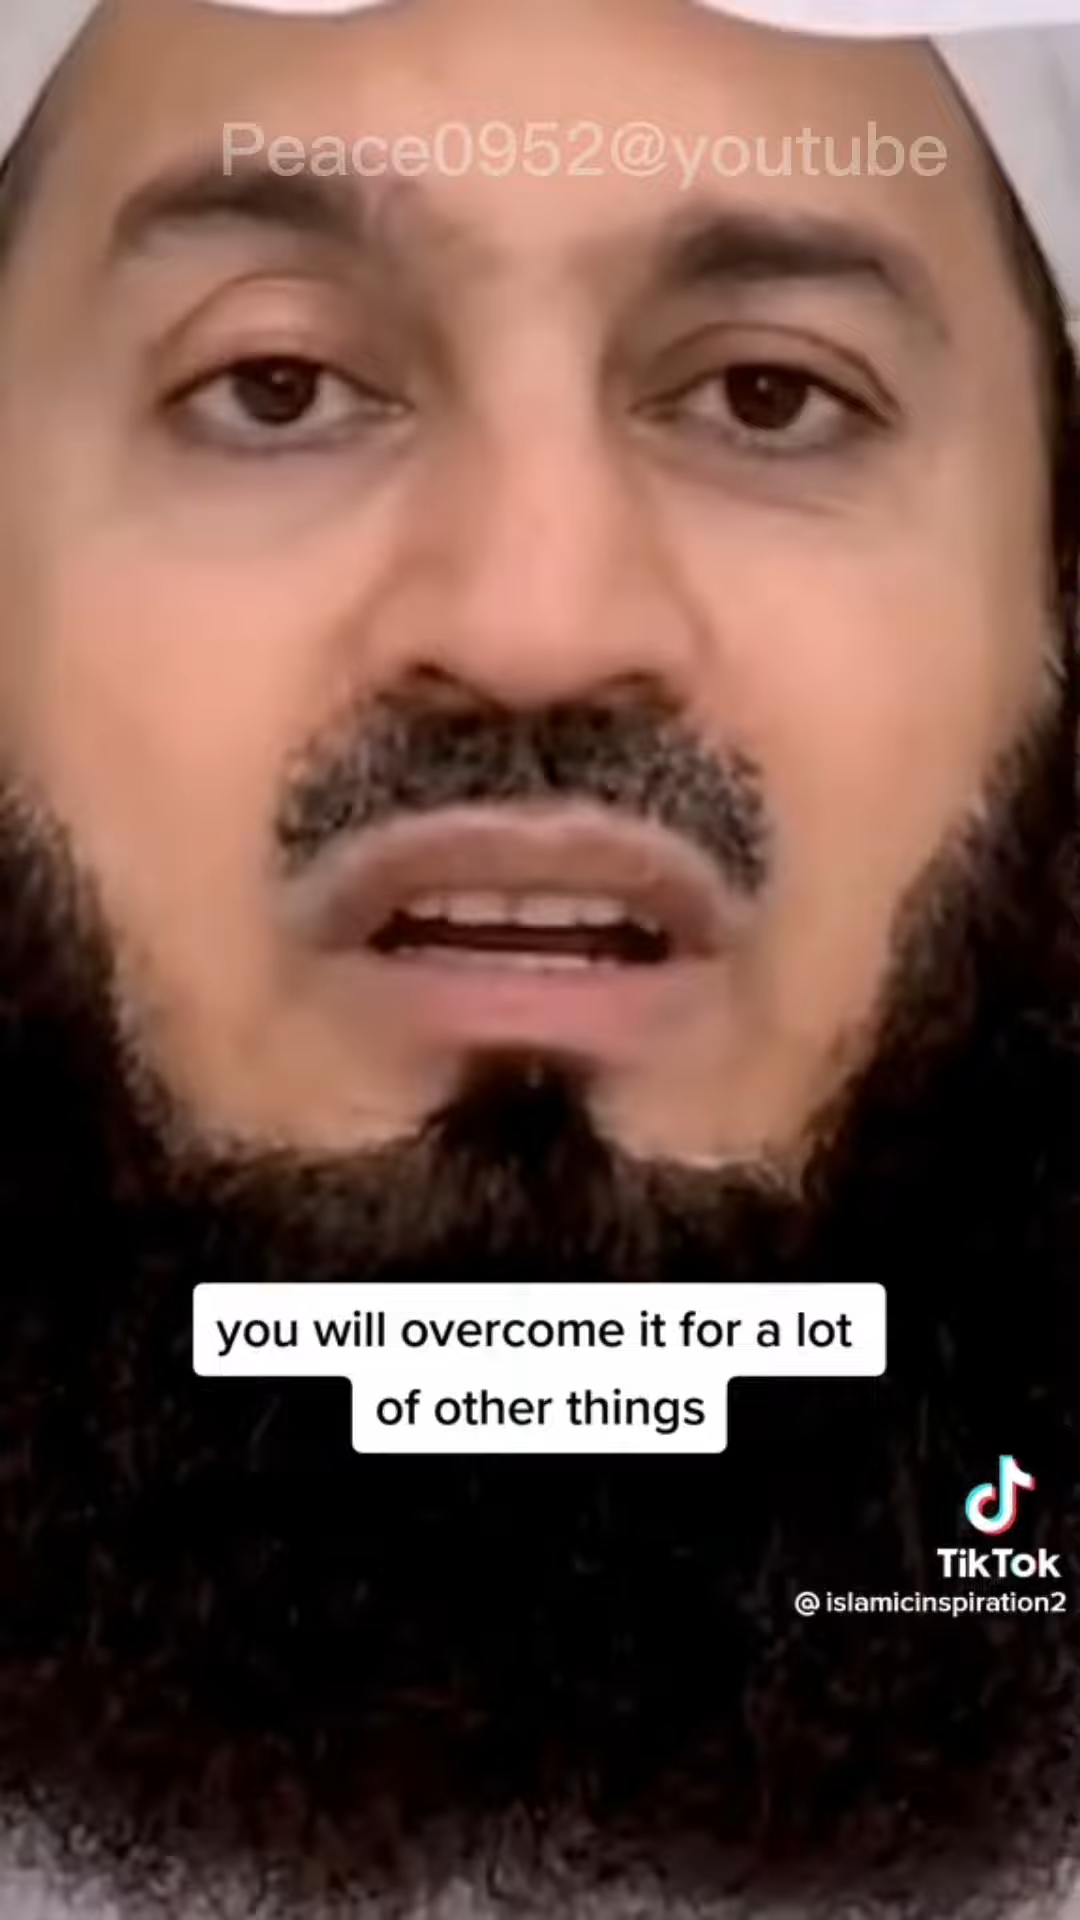 Peace0952@youtube
you will overcome it for a lot
of other things
TikTok
@islamicinspiration2